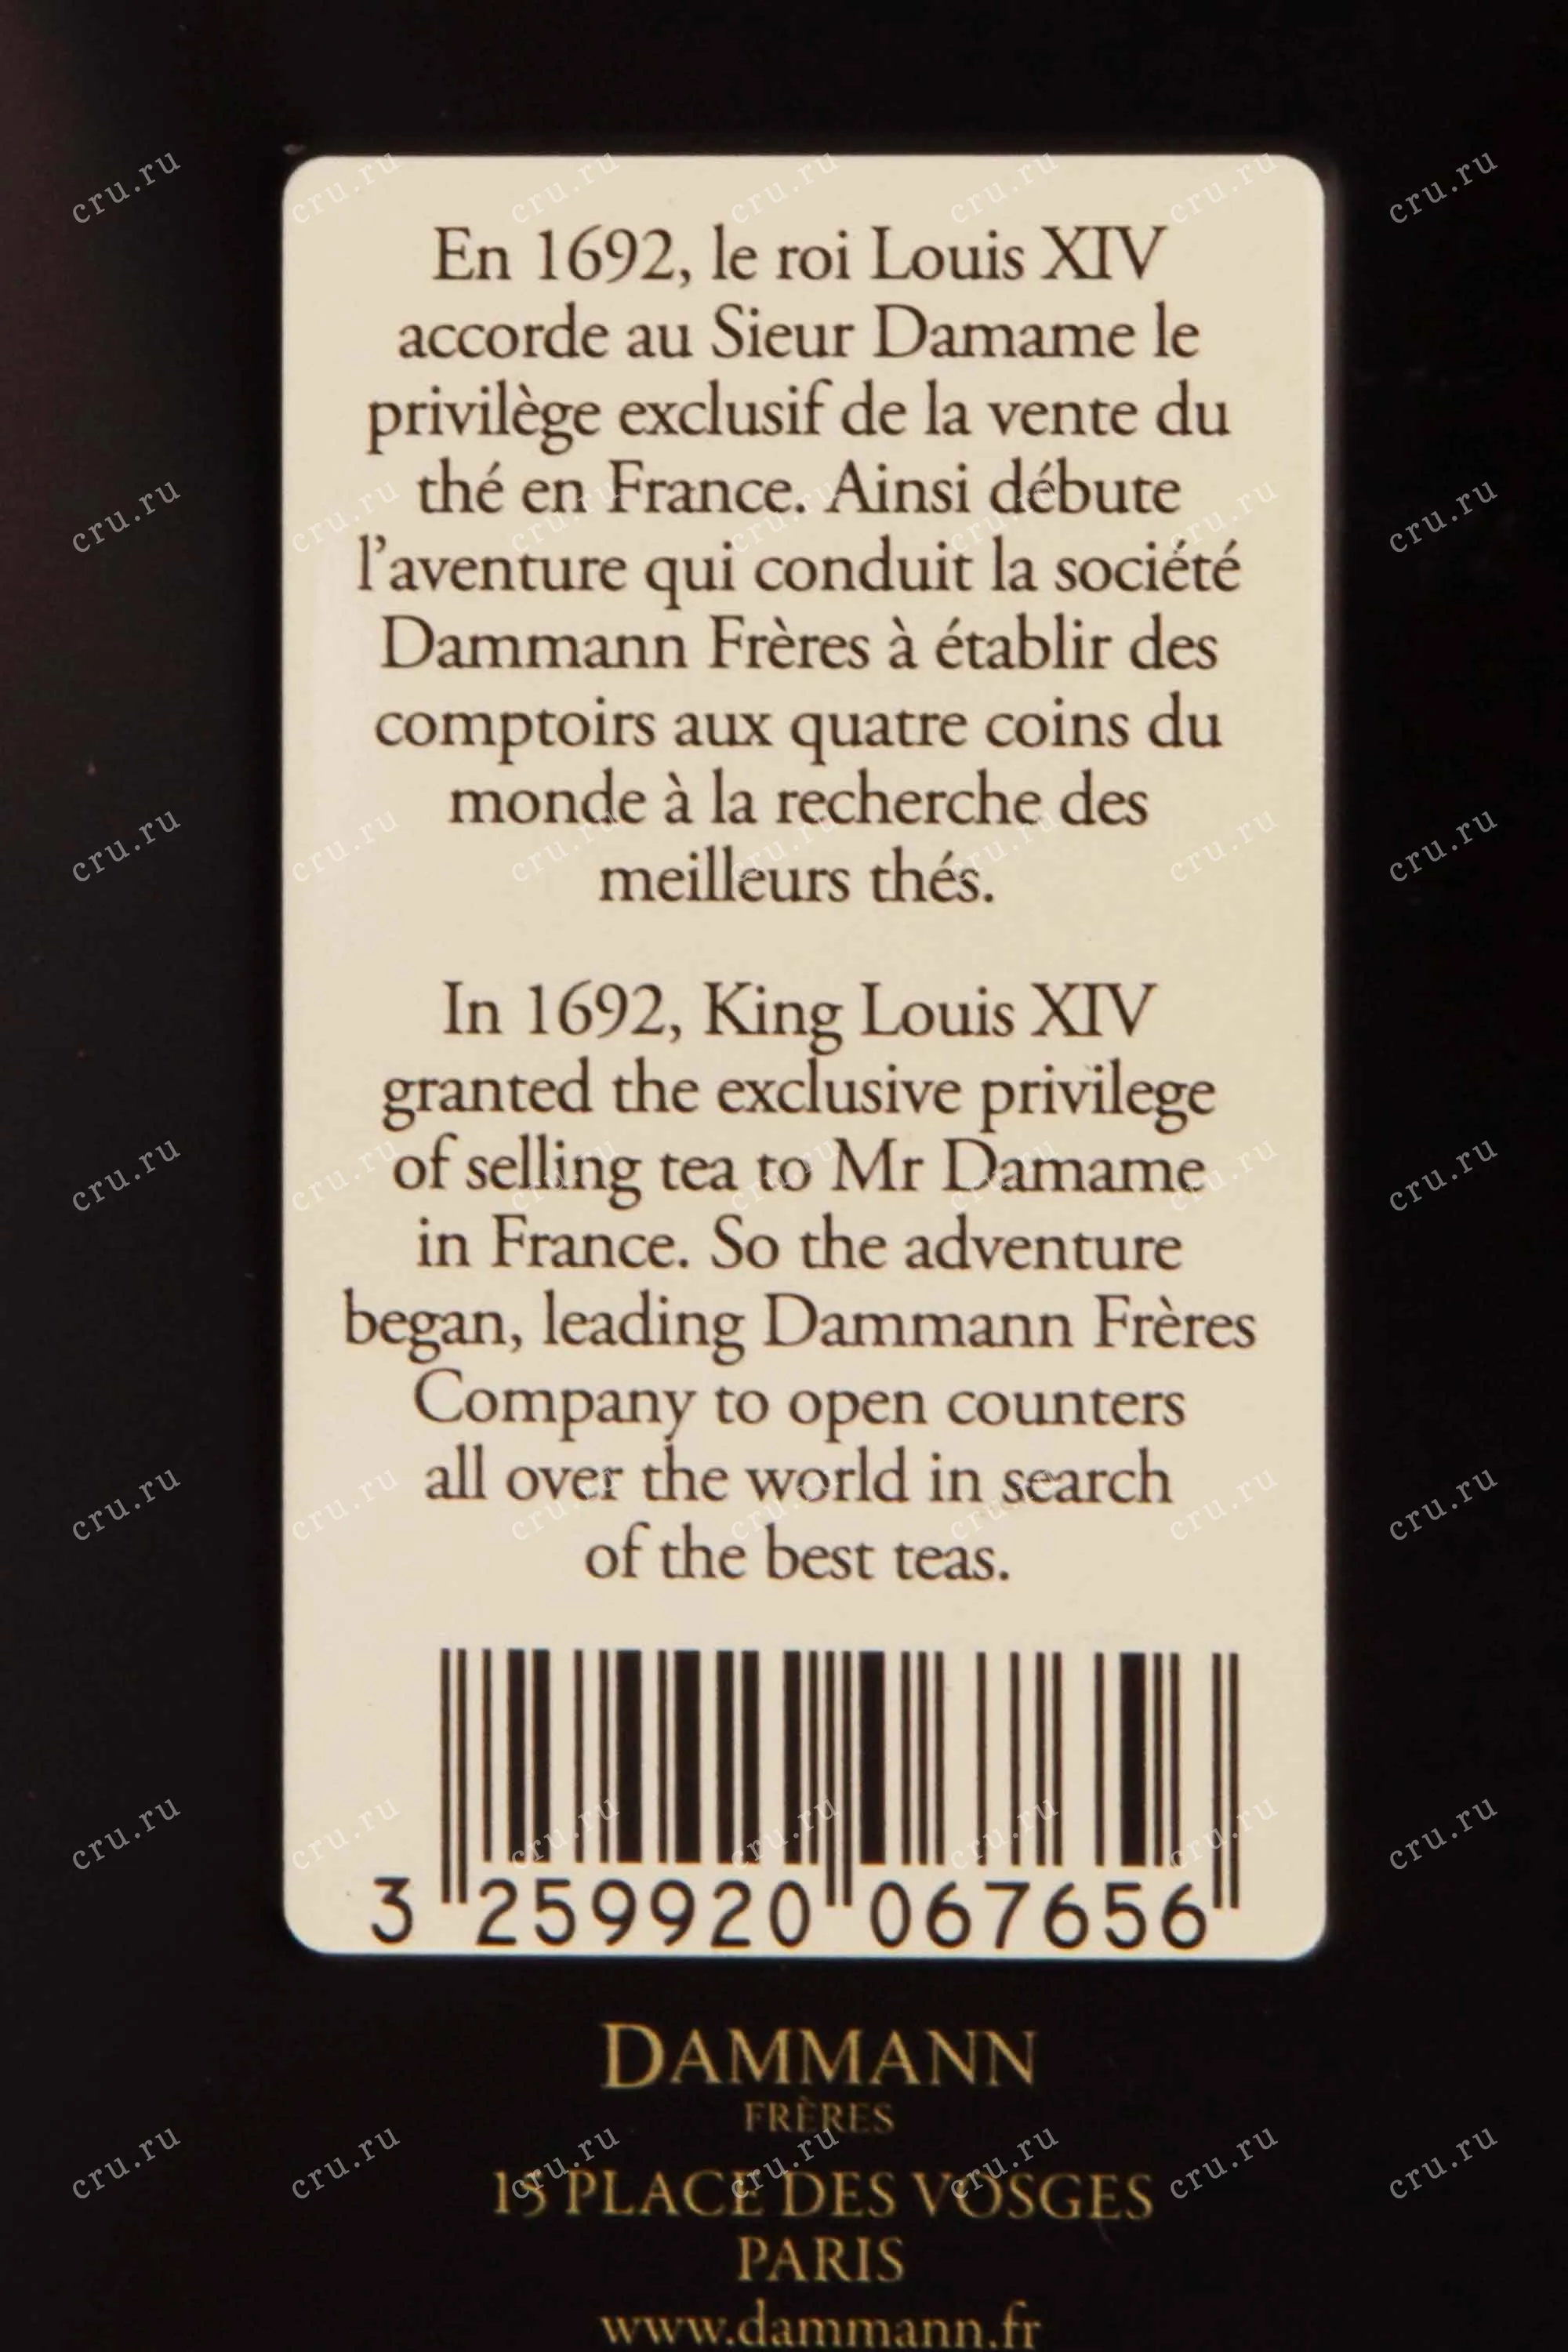 En 1692, le roi Louis XIV
accorde au Sieur Damame le
privilège exclusif de la vente du
thé en France. Ainsi débute
l'aventure qui conduit la société
Dammann Frères à établir des
comptoirs aux quatre coins du
monde à la recherche des
meilleurs thés.
In 1692, King Louis XIV
granted the exclusive privilege
of selling tea to Mr Damame
in France. So the adventure
began, leading Dammann Frères
Company to open counters
all over the world in search
of the best teas.
3 259920 067656
DAMMANN
FRÈRES
15 PLACE DES VOSGES
PARIS
www.dammann.fr
cru.ru